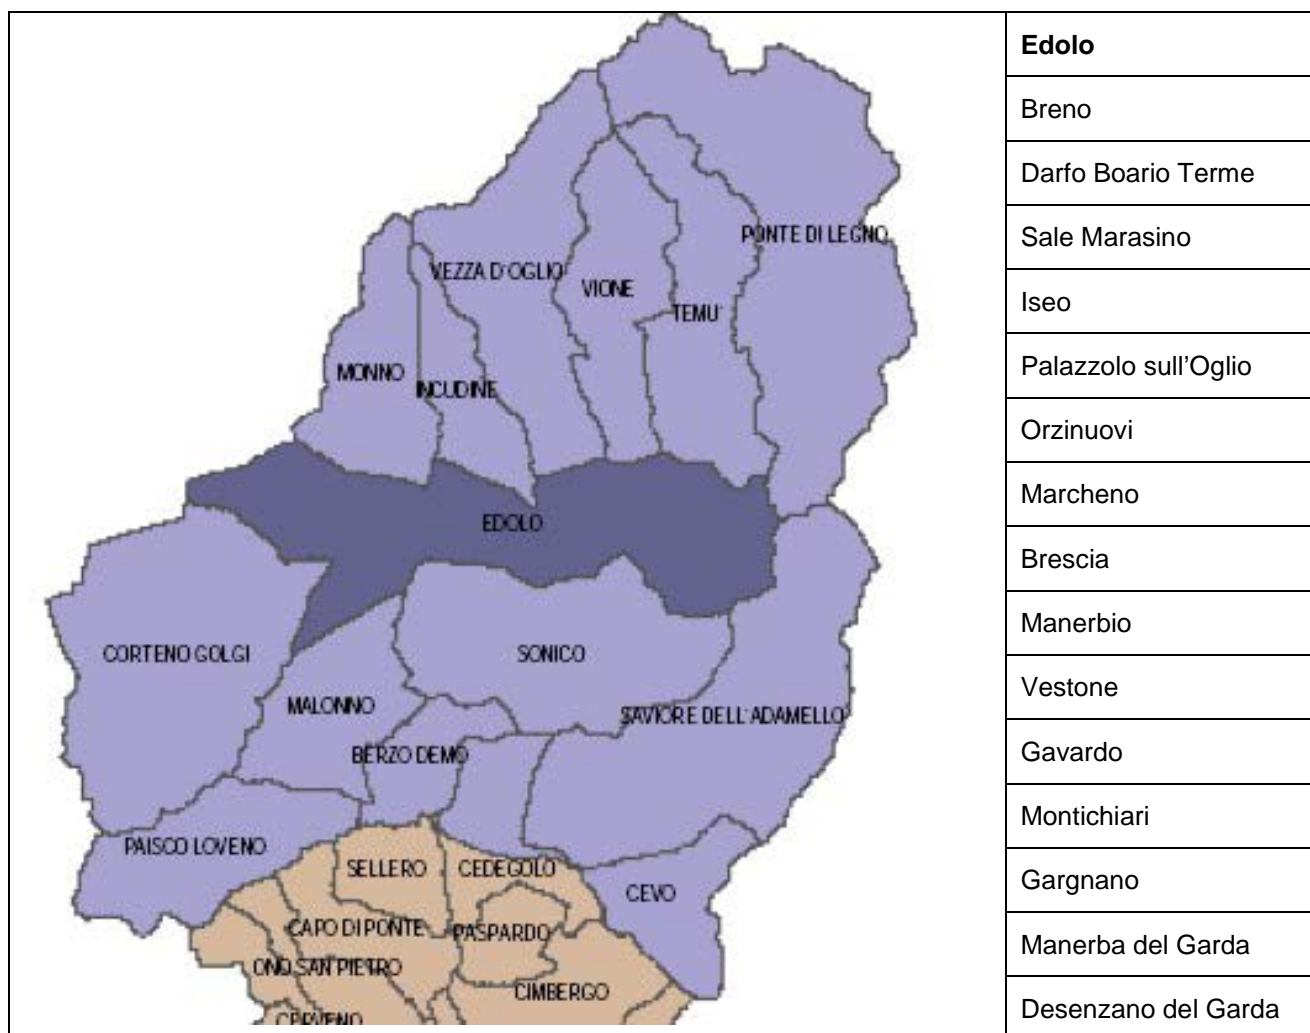 PONTE DI LEGNO
VEZZA D'OGLIO
VIONE
TEMU'
MONNO
INCUDINE
EDOLO
CORTENO GOLGI
SONICO
MALONNO
SAVIORE DELL'ADAMELLO
BERZO DEMO
PAISCO LOVENO
SELLERO
CEDEGOLO
CEVO
CAPO DI PONTE
PASPARDO
ONO SAN PIETRO
CIMBERGO
CERVENO
Edolo
Breno
Darfo Boario Terme
Sale Marasino
Iseo
Palazzolo sull’Oglio
Orzinuovi
Marcheno
Brescia
Manerbio
Vestone
Gavardo
Montichiari
Gargnano
Manerba del Garda
Desenzano del Garda